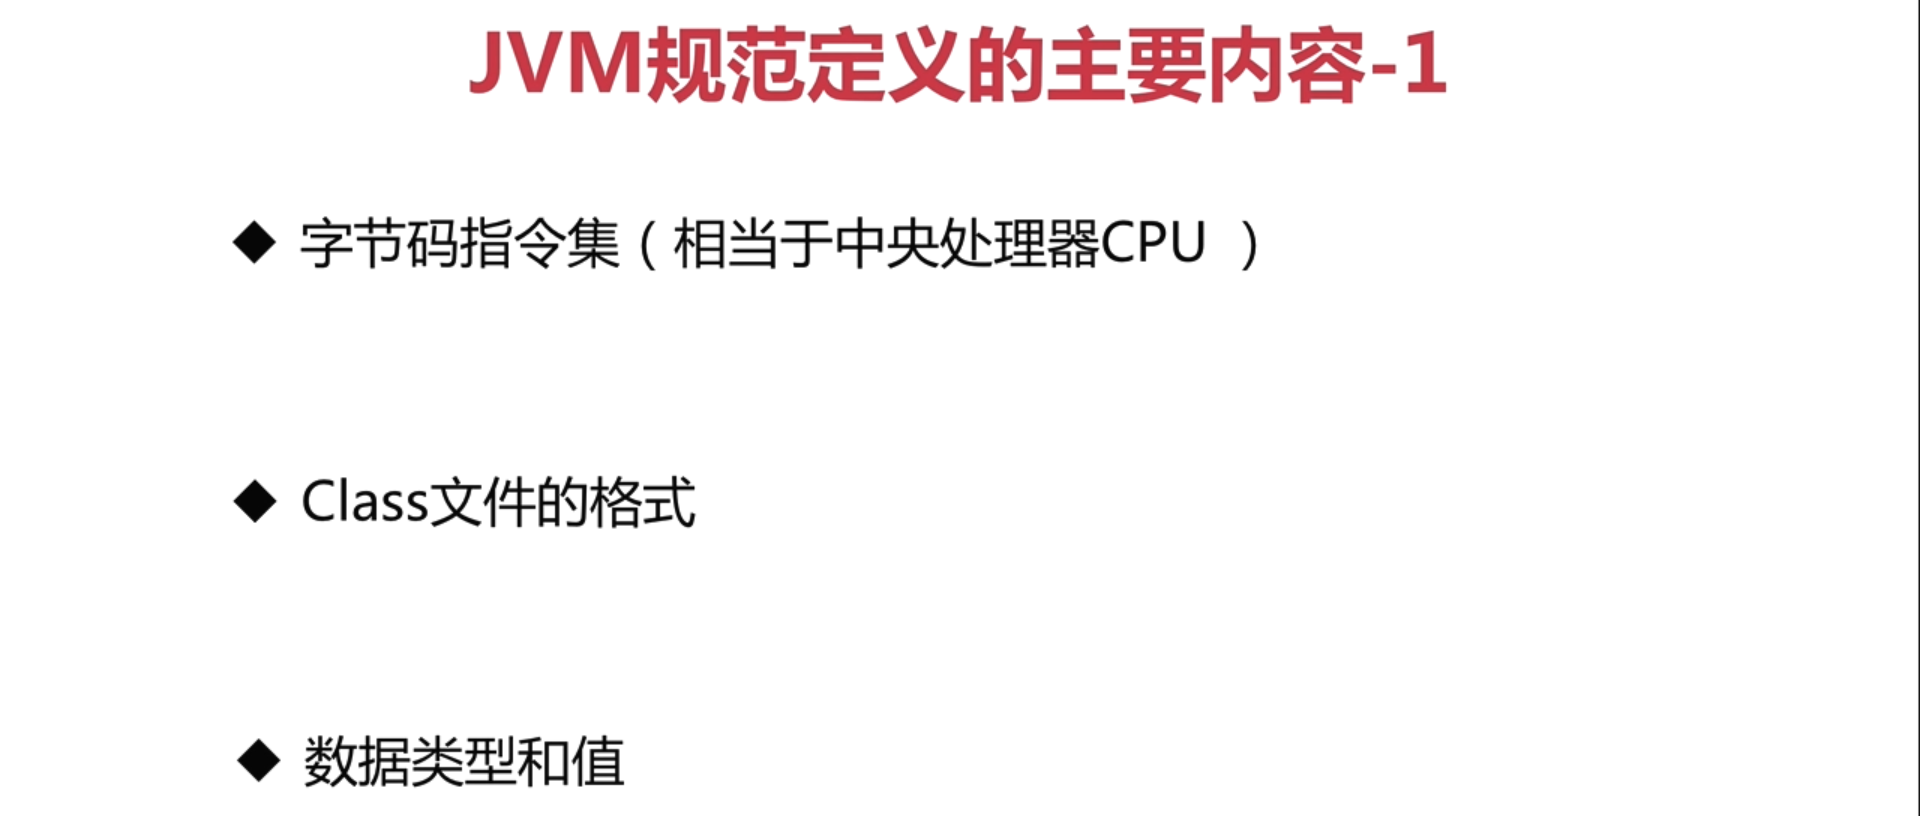 JVM规范定义的主要内容-1
◆ 字节码指令集（相当于中央处理器CPU ）
◆ Class文件的格式
◆ 数据类型和值